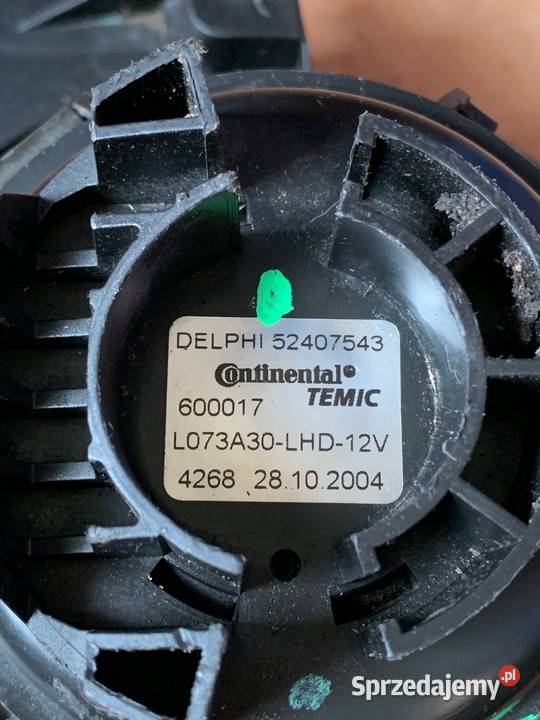 DELPHI 52407543
Continental®
TEMIC
600017
L073A30-LHD-12V
4268 28.10.2004
Sprzedajemy.pl